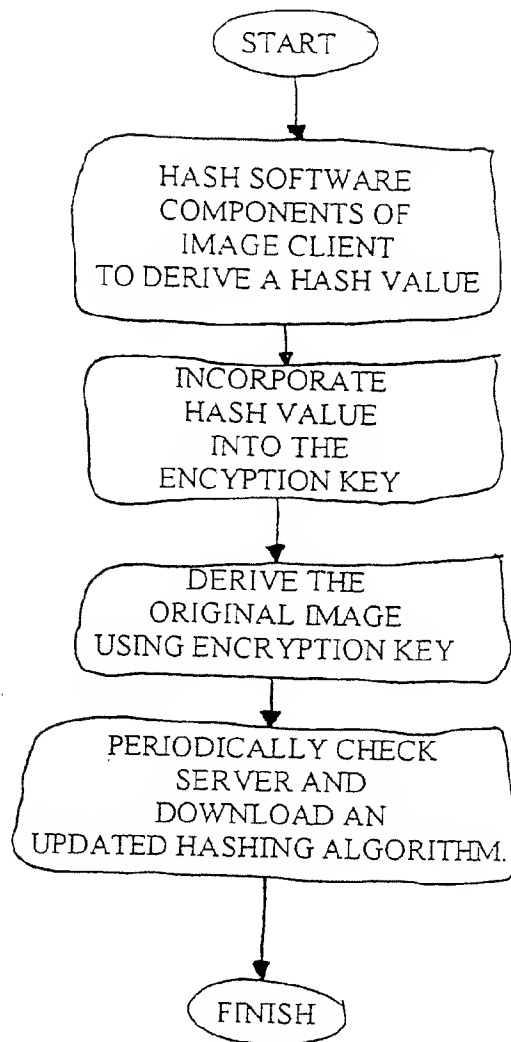 START
HASH SOFTWARE
COMPONENTS OF
IMAGE CLIENT
TO DERIVE A HASH VALUE
INCORPORATE
HASH VALUE
INTO THE
ENCYPTION KEY
DERIVE THE
ORIGINAL IMAGE
USING ENCRYPTION KEY
PERIODICALLY CHECK
SERVER AND
DOWNLOAD AN
UPDATED HASHING ALGORITHM.
FINISH